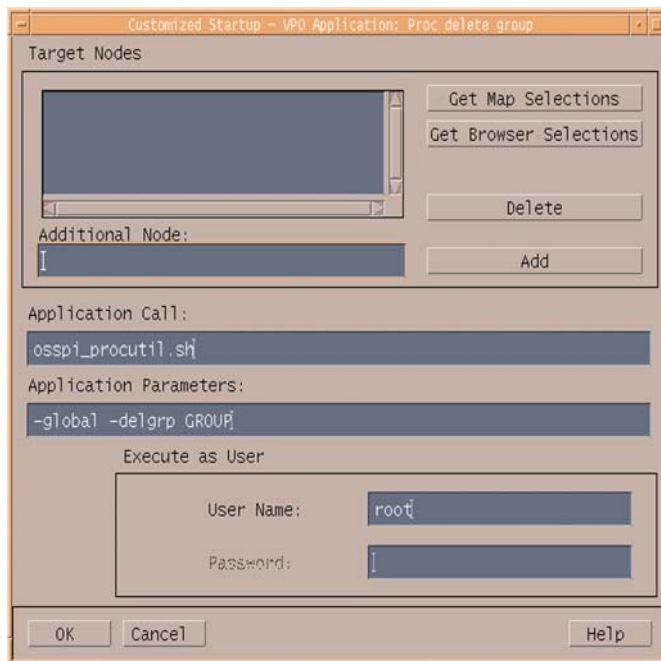 Customized Startup - VPO Application: Proc delete group
Target Nodes
Get Map Selections
Get Browser Selections
Delete
Additional Node:
Add
Application Call:
osspi_procutil.sh
Application Parameters:
-global -delgrp GROUP
Execute as User
User Name:
root
Password:
OK
Cancel
Help